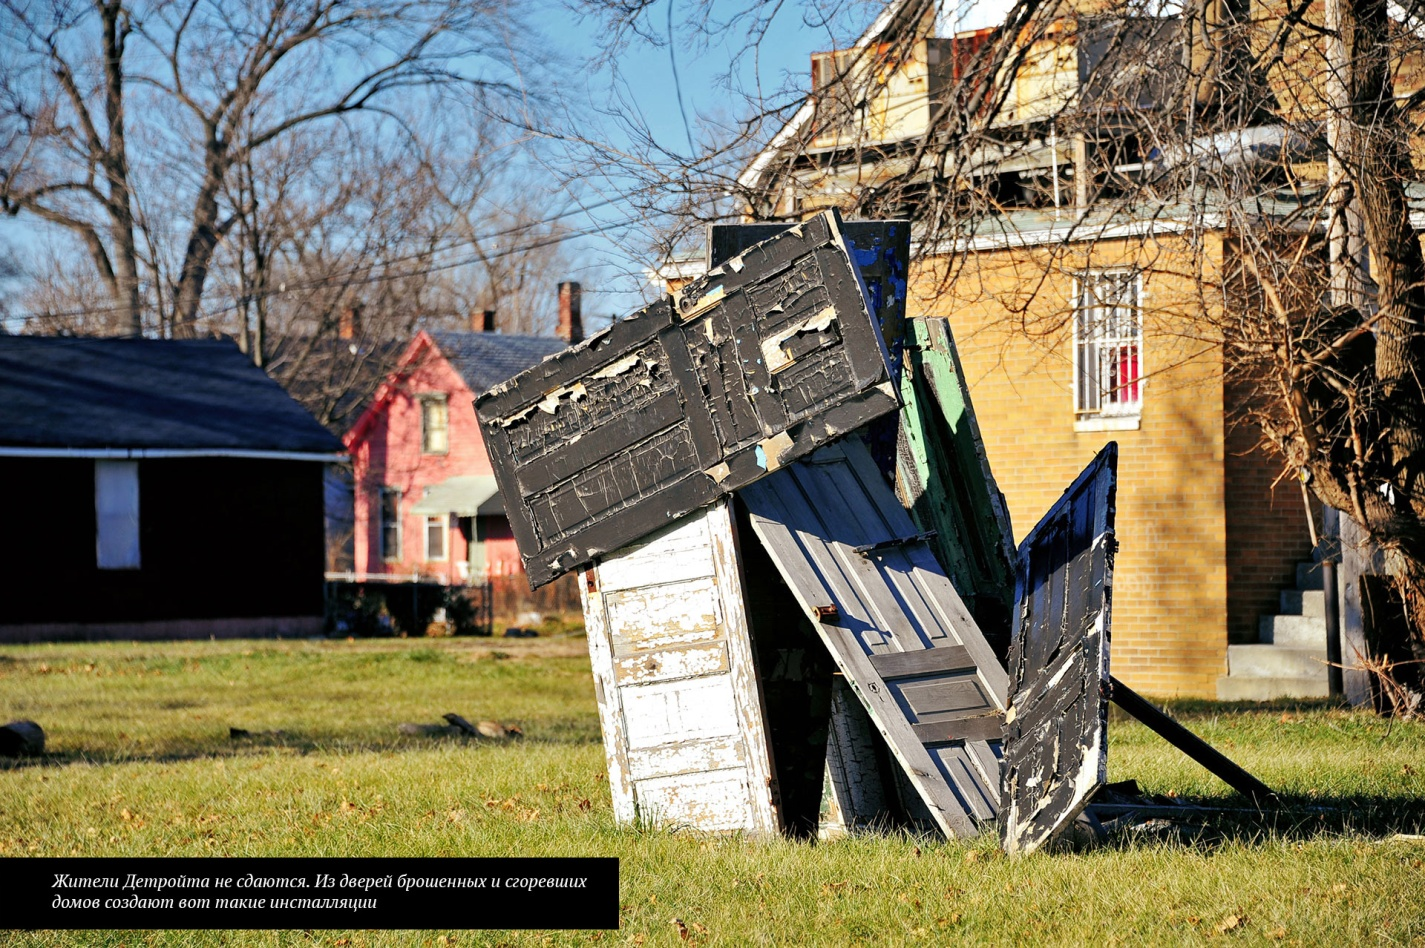 Жители Детройта не сдаются. Из дверей брошенных и сгоревших
домов создают вот такие инсталляции